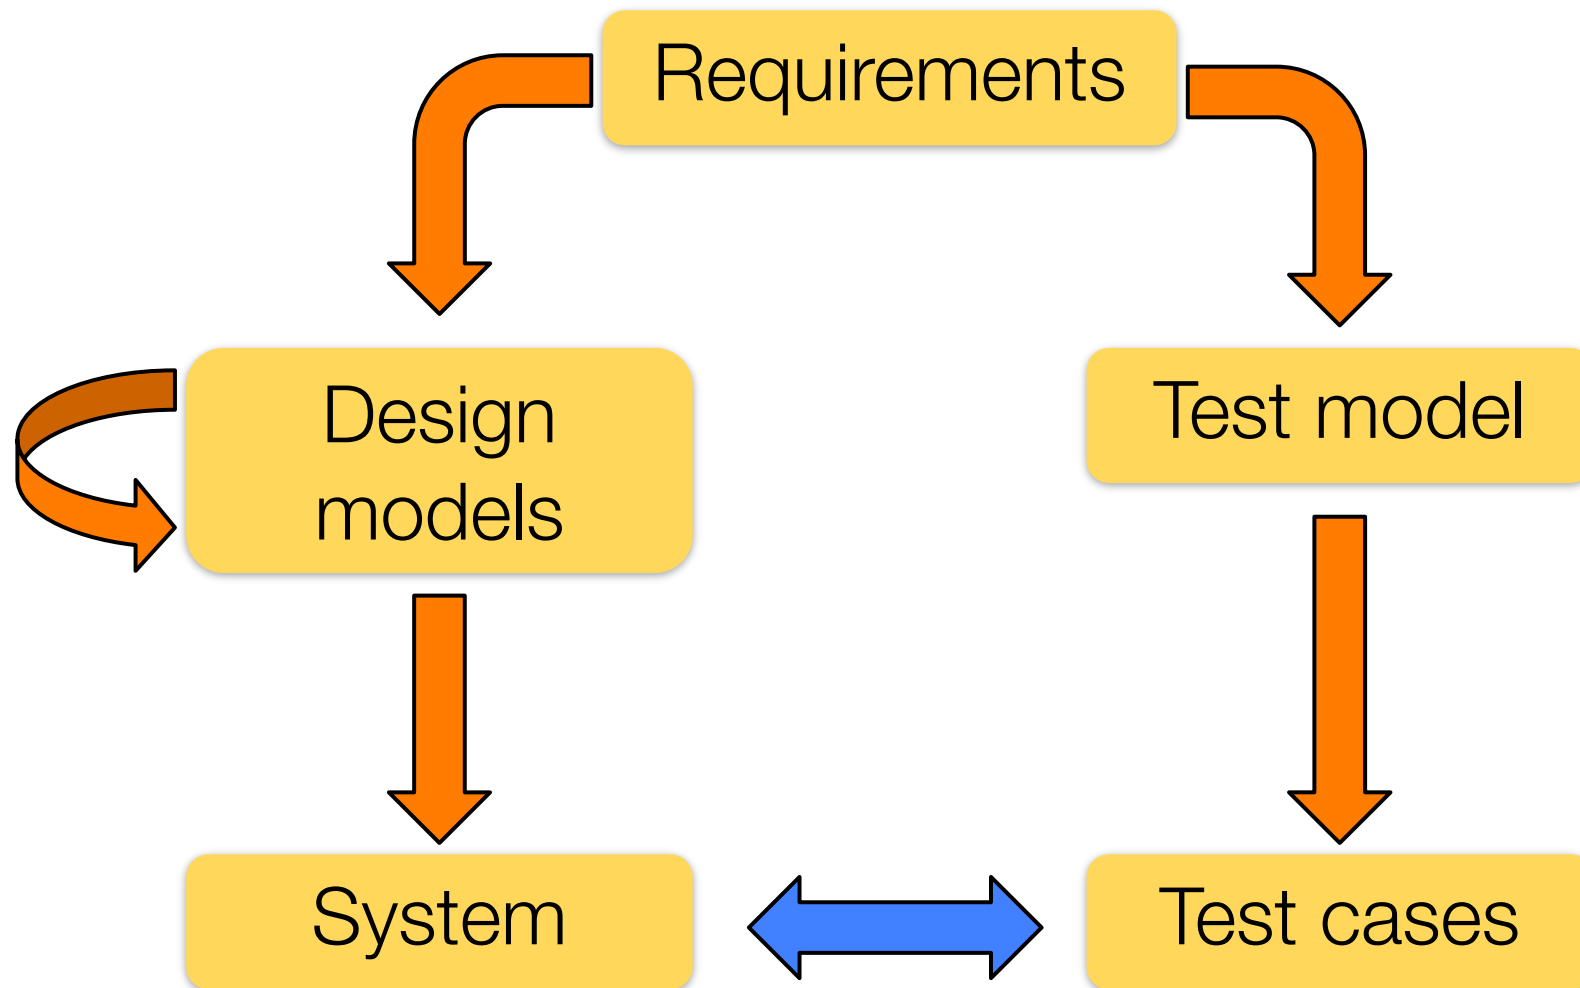 Requirements
Design
models
Test model
System
Test cases